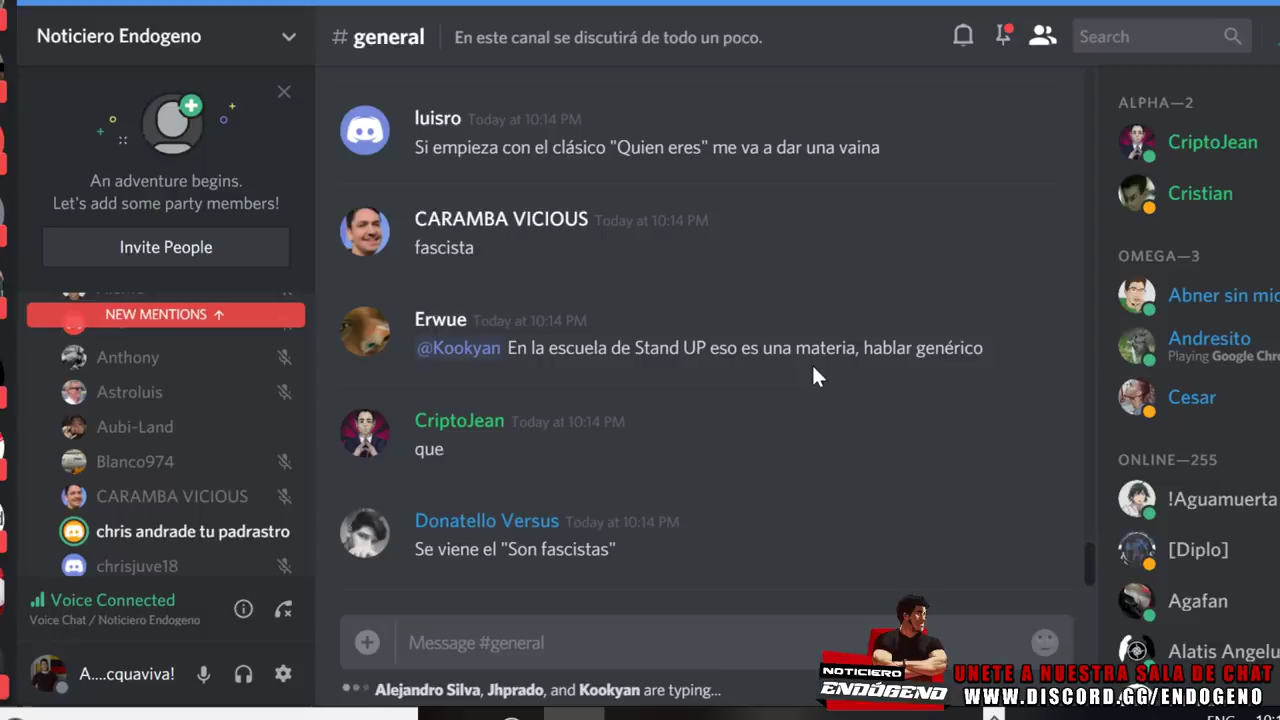 Noticiero Endogeno
# general
En este canal se discutirá de todo un poco.
Search
An adventure begins.
Let's add some party members!
Invite People
NEW MENTIONS ↑
Anthony
Astroluis
Aubi-Land
Blanco974
CARAMBA VICIOUS
chris andrade tu padrastro
chrisjuve18
Voice Connected
Voice Chat / Noticiero Endogeno
A....cquaviva!
luisro Today at 10:14 PM
Si empieza con el clásico "Quien eres" me va a dar una vaina
CARAMBA VICIOUS Today at 10:14 PM
fascista
Erwue Today at 10:14 PM
@Kookyan En la escuela de Stand UP eso es una materia, hablar genérico
CriptoJean Today at 10:14 PM
que
Donatello Versus Today at 10:14 PM
Se viene el "Son fascistas"
Message #general
Alejandro Silva, Jhprado, and Kookyan are typing...
ALPHA—2
CriptoJean
Cristian
OMEGA—3
Abner sin mic
Andresito
Playing Google Chro
Cesar
ONLINE—255
!Aguamuerta
[Diplo]
Agafan
Alatis Angelu
NOTICIERO
ENDÓGENO
UNETE A NUESTRA SALA DE CHAT
WWW.DISCORD.GG/ENDOGENO
ENG